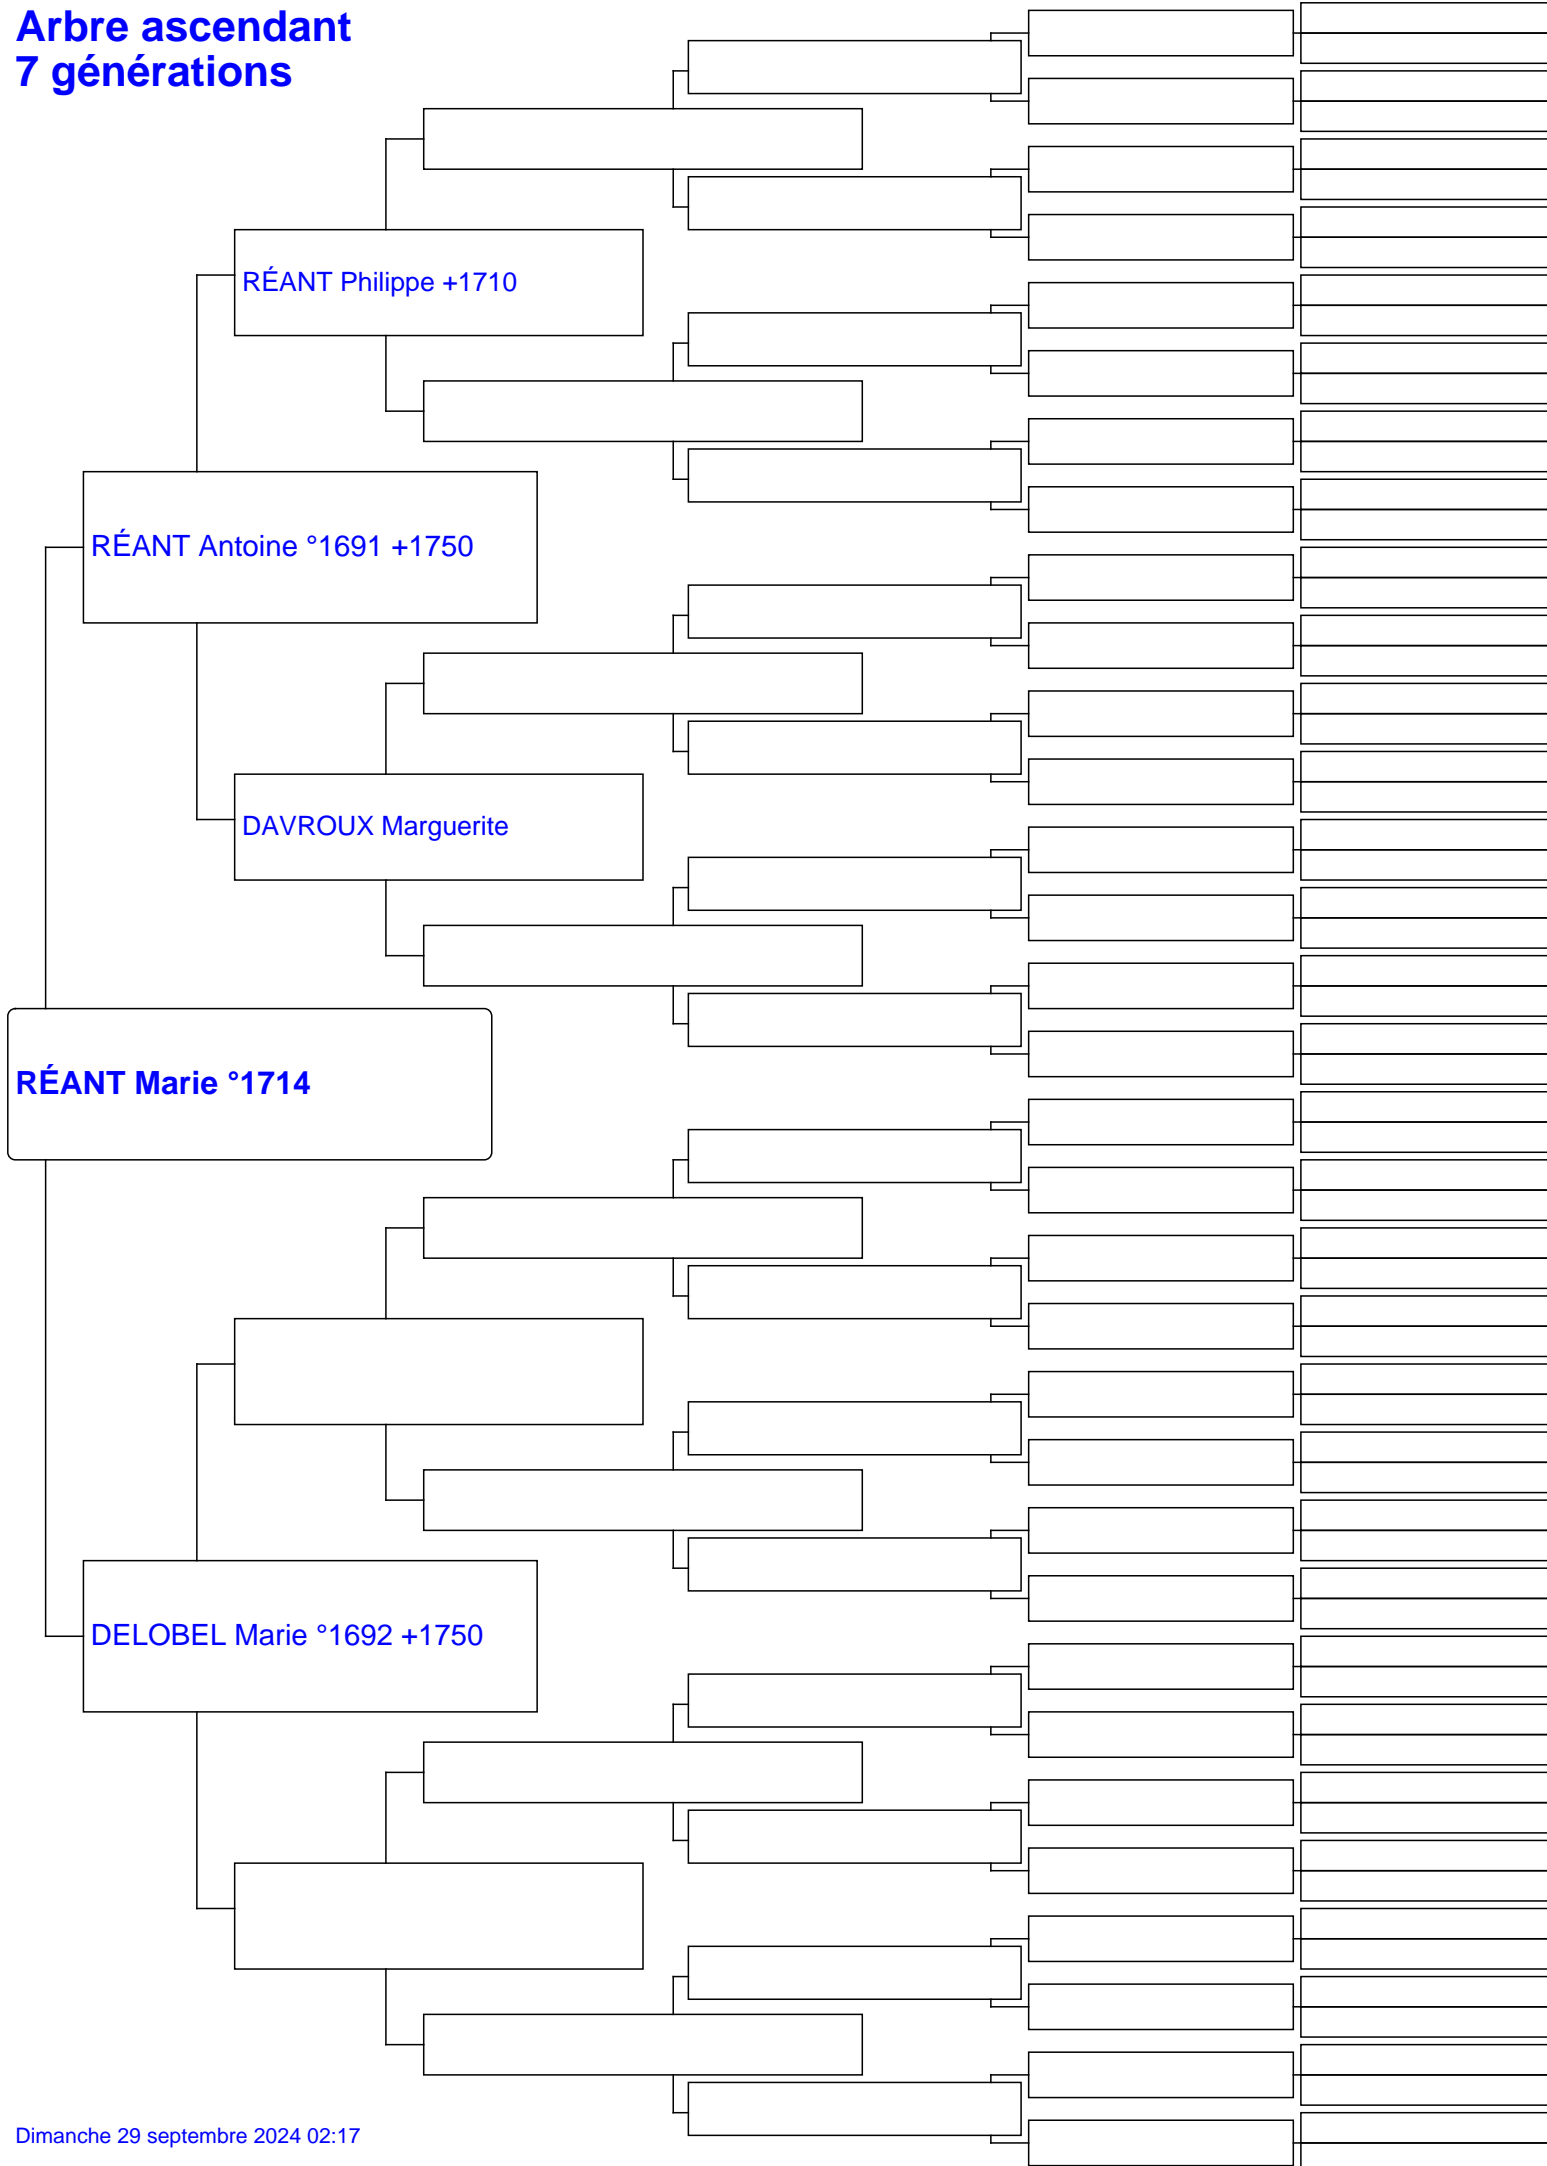 Arbre ascendant
7 générations
RÉANT Philippe +1710
RÉANT Antoine °1691 +1750
DAVROUX Marguerite
RÉANT Marie °1714
DELOBEL Marie °1692 +1750
Dimanche 29 septembre 2024 02:17